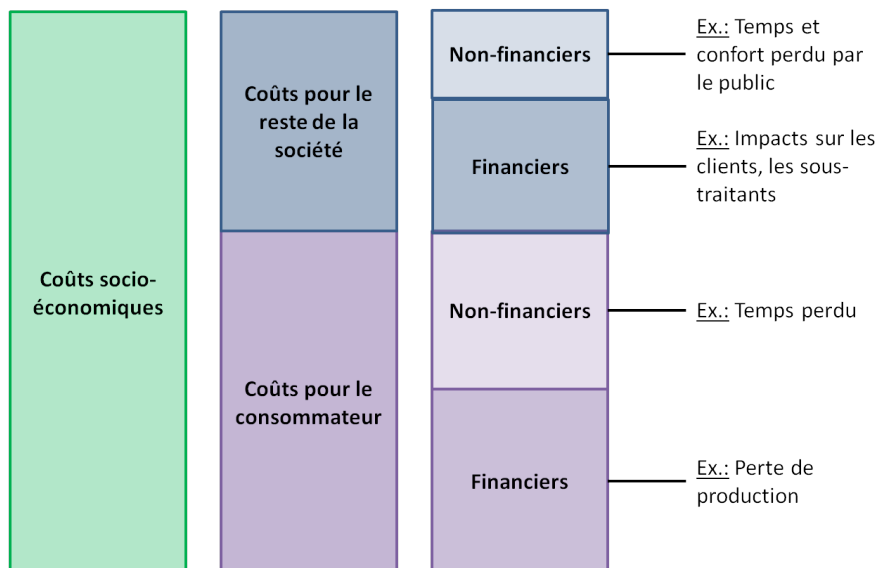 Coûts socio-
économiques
Coûts pour le
reste de la
société
Coûts pour le
consommateur
Non-financiers
Ex.: Temps et
confort perdu par
le public
Financiers
Ex.: Impacts sur les
clients, les sous-
traitants
Non-financiers
Ex.: Temps perdu
Financiers
Ex.: Perte de
production